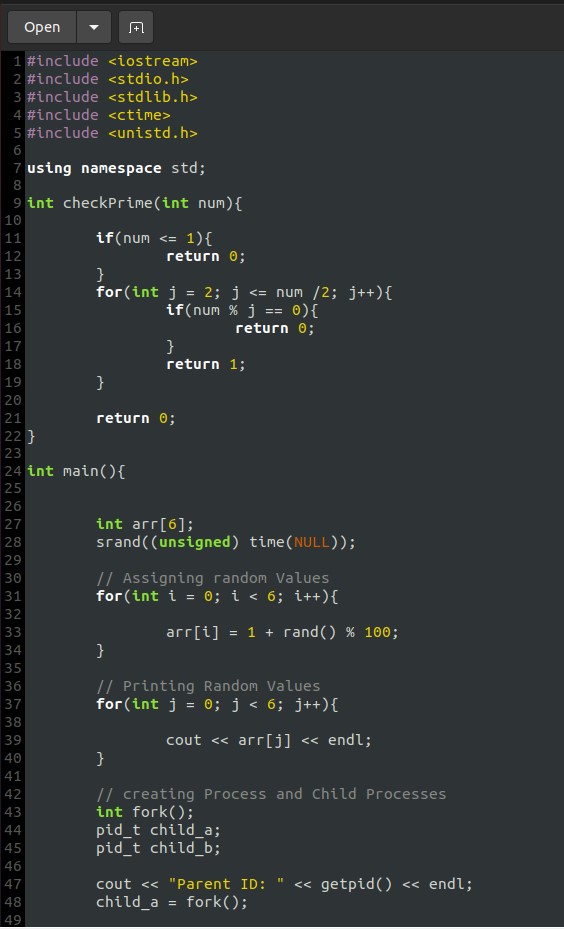 Open
1 #include <iostream>
2 #include <stdio.h>
3 #include <stdlib.h>
4 #include <ctime>
5 #include <unistd.h>
6
7 using namespace std;
8
9 int checkPrime(int num){
10
11         if(num <= 1){
12                 return 0;
13         }
14         for(int j = 2; j <= num /2; j++){
15                 if(num % j == 0){
16                         return 0;
17                 }
18                 return 1;
19         }
20
21         return 0;
22 }
23
24 int main(){
25
26
27         int arr[6];
28         srand((unsigned) time(NULL));
29
30         // Assigning random Values
31         for(int i = 0; i < 6; i++){
32
33                 arr[i] = 1 + rand() % 100;
34         }
35
36         // Printing Random Values
37         for(int j = 0; j < 6; j++){
38
39                 cout << arr[j] << endl;
40         }
41
42         // creating Process and Child Processes
43         int fork();
44         pid_t child_a;
45         pid_t child_b;
46
47         cout << "Parent ID: " << getpid() << endl;
48         child_a = fork();
49